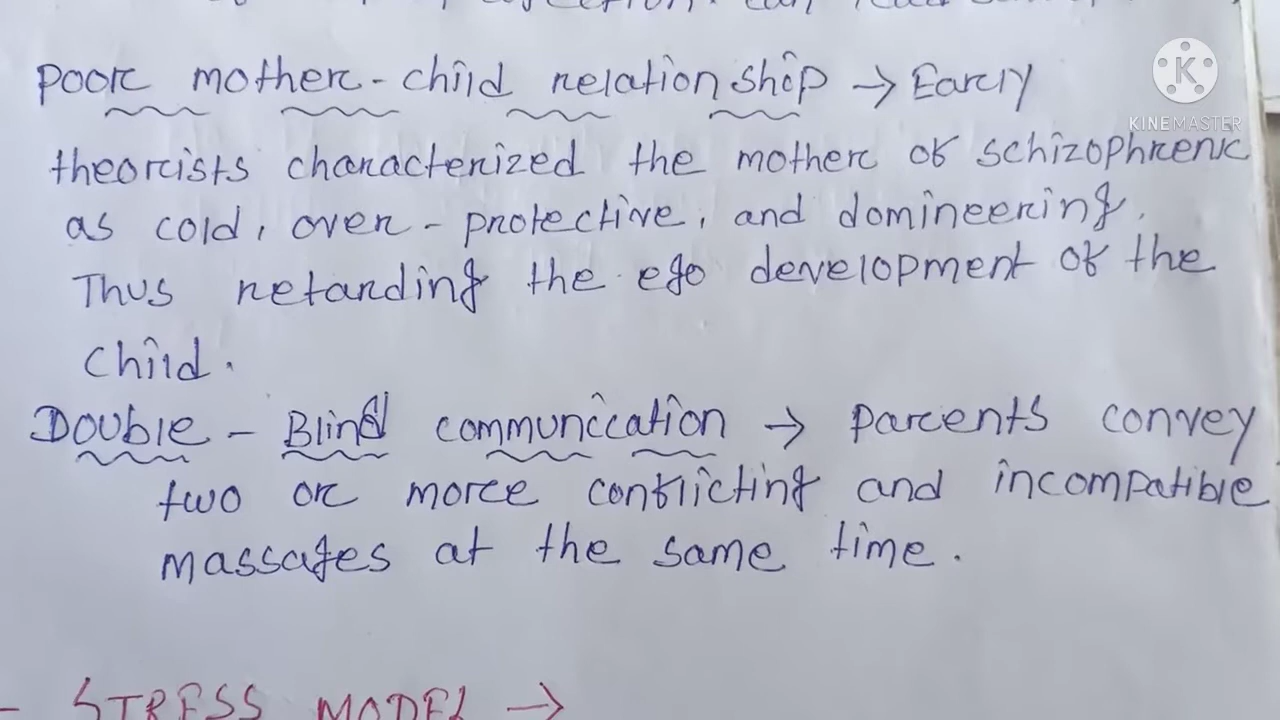 KINEMASTER
Poor mother - child relationship → Early
theorists characterized the mother of schizophrenic
as cold, over - protective, and domineering.
Thus retarding the ego development of the
child.
Double - Blind communication → parents convey
two or more conflicting and incompatible
massages at the same time.
- STRESS MODEL →